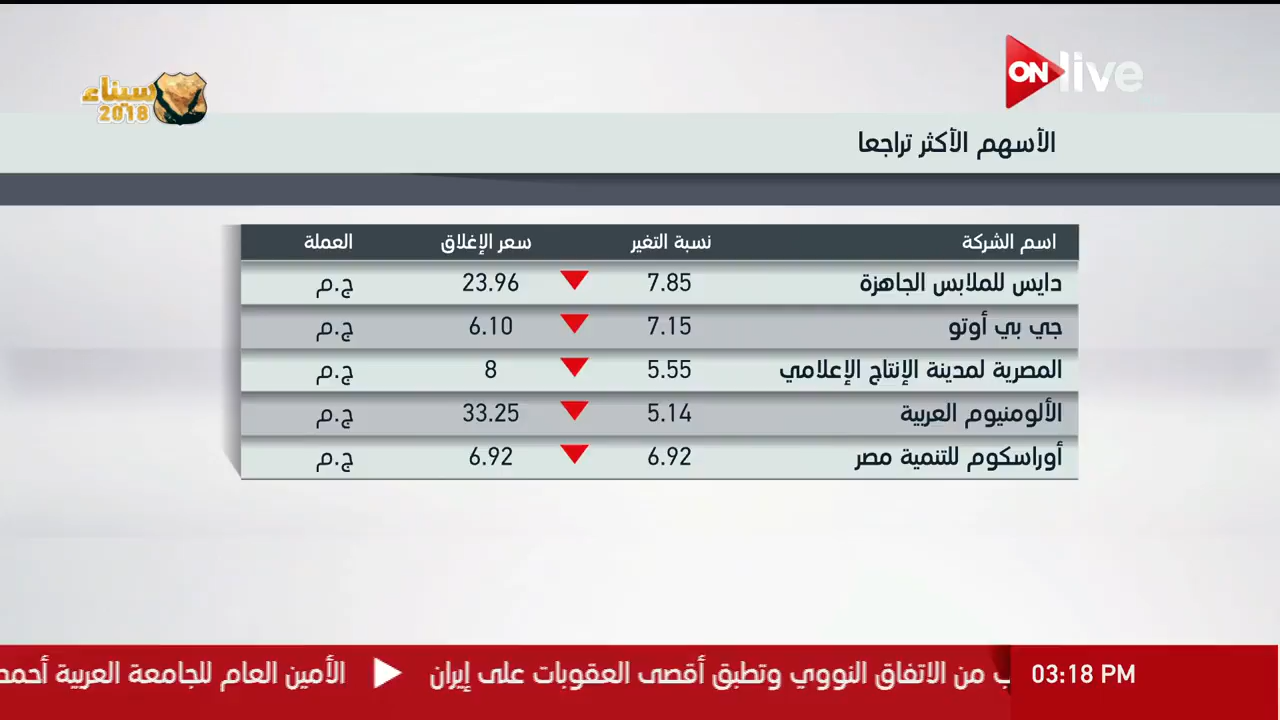 ON live
سيناء
2018
الأسهم الأكثر تراجعا
اسم الشركة نسبة التغير سعر الإغلاق العملة
دايس للملابس الجاهزة 7.85 23.96 ج.م
جي بي أوتو 7.15 6.10 ج.م
المصرية لمدينة الإنتاج الإعلامي 5.55 8 ج.م
الألومنيوم العربية 5.14 33.25 ج.م
أوراسكوم للتنمية مصر 6.92 6.92 ج.م
03:18 PM
من الاتفاق النووي وتطبق أقصى العقوبات على إيران الأمين العام للجامعة العربية